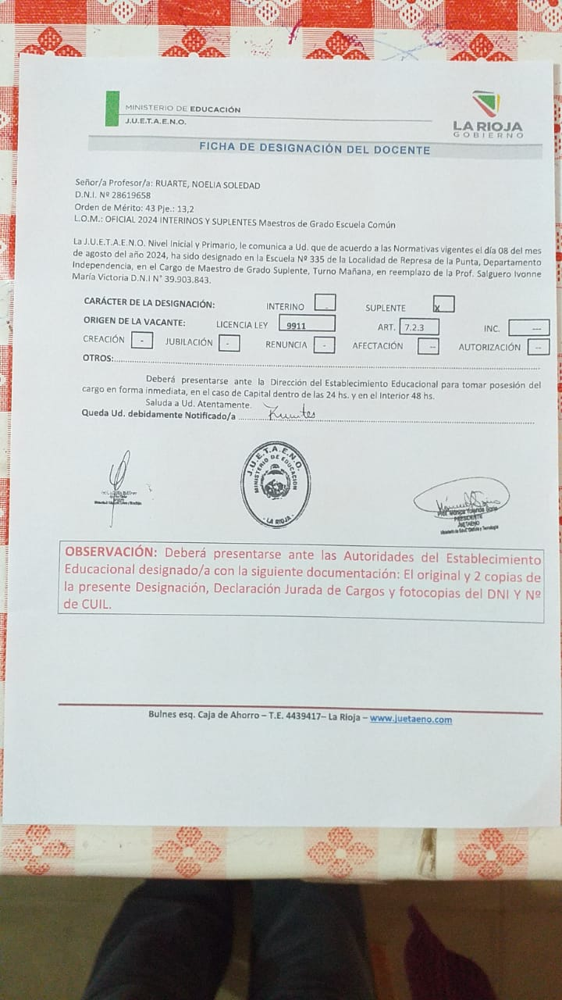 MINISTERIO DE EDUCACIÓN
J.U.E.T.A.E.N.O.
LA RIOJA
GOBIERNO
FICHA DE DESIGNACIÓN DEL DOCENTE
Señor/a Profesor/a: RUARTE, NOELIA SOLEDAD
D.N.I. Nº 28619658
Orden de Mérito: 43 Pje.: 13,2
L.O.M.: OFICIAL 2024 INTERINOS Y SUPLENTES Maestros de Grado Escuela Común
La J.U.E.T.A.E.N.O. Nivel Inicial y Primario, le comunica a Ud. que de acuerdo a las Normativas vigentes el día 08 del mes
de agosto del año 2024, ha sido designado en la Escuela Nº 335 de la Localidad de Represa de la Punta, Departamento
Independencia, en el Cargo de Maestro de Grado Suplente, Turno Mañana, en reemplazo de la Prof. Salguero Ivonne
María Victoria D.N.I N° 39.903.843.
CARÁCTER DE LA DESIGNACIÓN: INTERINO SUPLENTE X
ORIGEN DE LA VACANTE: LICENCIA LEY 9911 ART. 7.2.3 INC. ---
CREACIÓN - JUBILACIÓN - RENUNCIA - AFECTACIÓN -- AUTORIZACIÓN --
OTROS:
Deberá presentarse ante la Dirección del Establecimiento Educacional para tomar posesión del
cargo en forma inmediata, en el caso de Capital dentro de las 24 hs. y en el Interior 48 hs.
Saluda a Ud. Atentamente.
Queda Ud. debidamente Notificado/a
J.U.E.T.A.E.N.O.
MINISTERIO DE EDUCACIÓN
- LA RIOJA -
PRESIDENTE
JUETAENO
OBSERVACIÓN: Deberá presentarse ante las Autoridades del Establecimiento
Educacional designado/a con la siguiente documentación: El original y 2 copias de
la presente Designación, Declaración Jurada de Cargos y fotocopias del DNI Y Nº
de CUIL.
Bulnes esq. Caja de Ahorro – T.E. 4439417– La Rioja – www.juetaeno.com